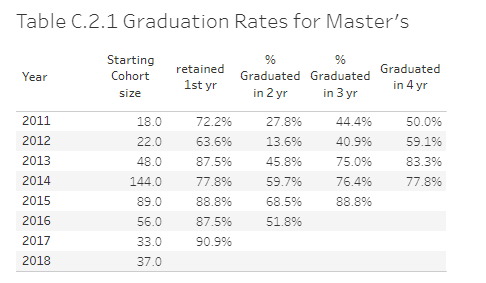 Table C.2.1 Graduation Rates for Master's
Year Starting Cohort size retained 1st yr % Graduated in 2 yr % Graduated in 3 yr Graduated in 4 yr
2011 18.0 72.2% 27.8% 44.4% 50.0%
2012 22.0 63.6% 13.6% 40.9% 59.1%
2013 48.0 87.5% 45.8% 75.0% 83.3%
2014 144.0 77.8% 59.7% 76.4% 77.8%
2015 89.0 88.8% 68.5% 88.8%
2016 56.0 87.5% 51.8%
2017 33.0 90.9%
2018 37.0